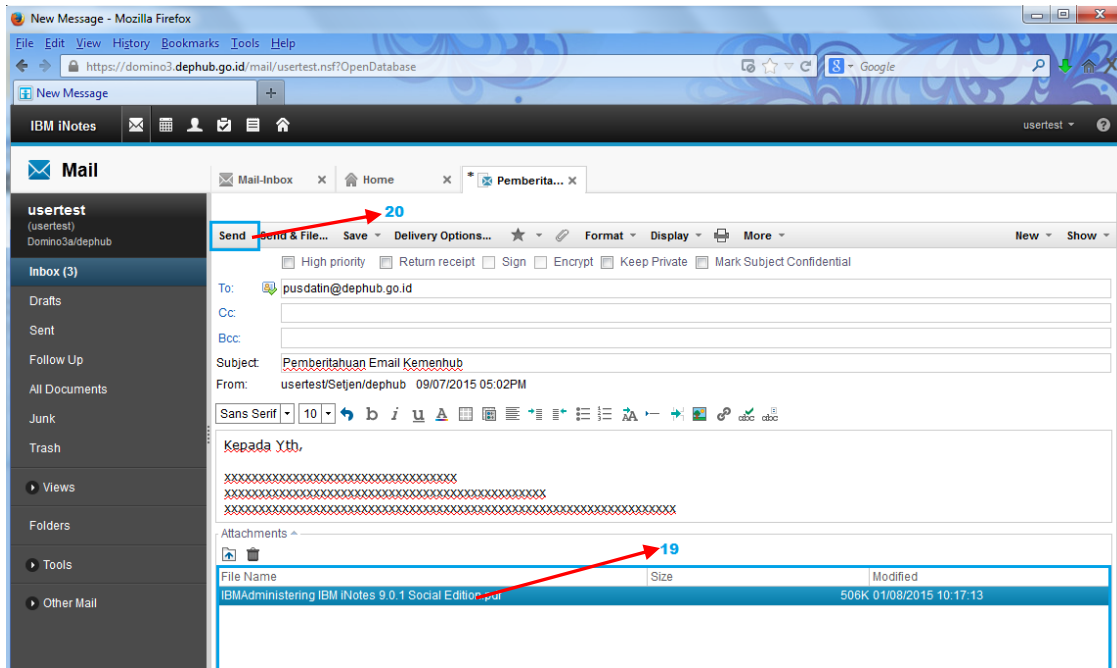 New Message - Mozilla Firefox
File Edit View History Bookmarks Tools Help
https://domino3.dephub.go.id/mail/usertest.nsf?OpenDatabase
8 - Google
New Message +
IBM iNotes
usertest
?
Mail
Mail-Inbox X Home X * Pemberita... X
usertest
(usertest)
Domino3a/dephub
20
Send Send & File... Save Delivery Options... Format Display More New Show
High priority Return receipt Sign Encrypt Keep Private Mark Subject Confidential
Inbox (3)
Drafts
Sent
Follow Up
All Documents
Junk
Trash
Views
Folders
Tools
Other Mail
To: pusdatin@dephub.go.id
Cc:
Bcc:
Subject: Pemberitahuan Email Kemenhub
From: usertest/Setjen/dephub 09/07/2015 05:02PM
Sans Serif 10 b i u A
Kepada Yth,
xxxxxxxxxxxxxxxxxxxxxxxxxxxxxxxxxx
xxxxxxxxxxxxxxxxxxxxxxxxxxxxxxxxxxxxxxxxxxxxxxx
xxxxxxxxxxxxxxxxxxxxxxxxxxxxxxxxxxxxxxxxxxxxxxxxxxxxxxxxxxxxxxxxxx
Attachments
19
File Name Size Modified
IBMAdministering IBM iNotes 9.0.1 Social Edition.pdf 506K 01/08/2015 10:17:13